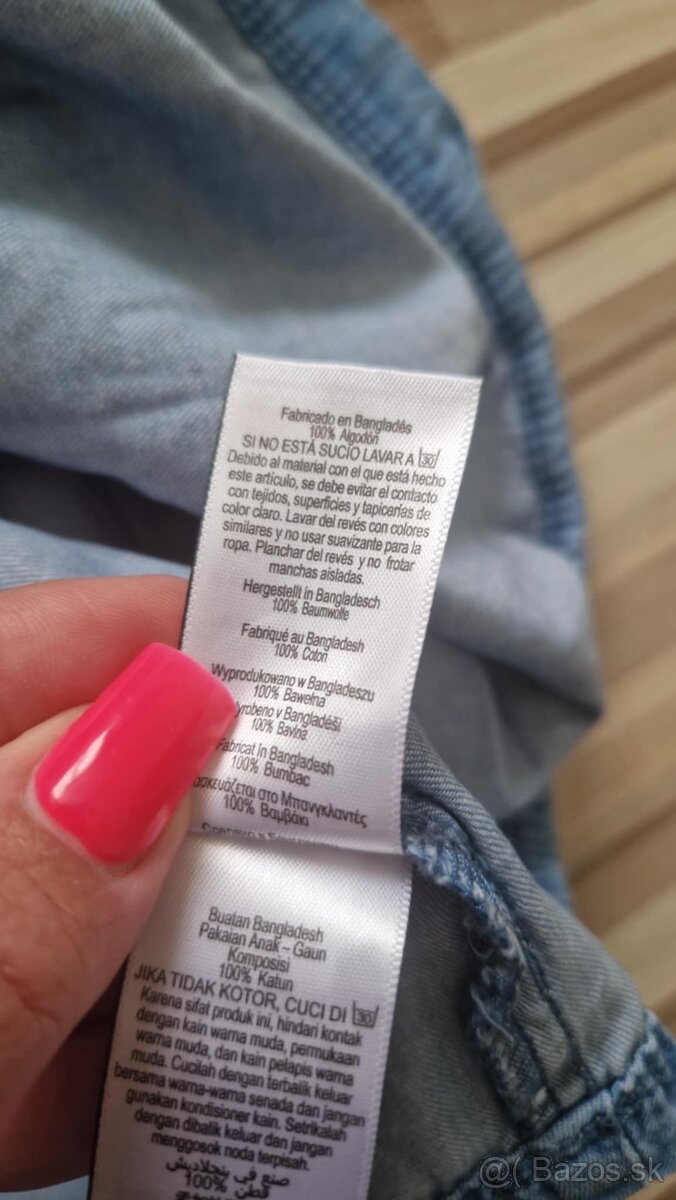 Fabricado en Bangladés
100% Algodón
SI NO ESTÁ SUCIO LAVAR A 30
Debido al material con el que está hecho
este artículo, se debe evitar el contacto
con tejidos, superficies y tapicerías de
color claro. Lavar del revés con colores
similares y no usar suavizante para la
ropa. Planchar del revés y no frotar
manchas aisladas.
Hergestellt in Bangladesch
100% Baumwolle
Fabriqué au Bangladesh
100% Coton
Wyprodukowano w Bangladeszu
100% Bawełna
yrobeno v Bangladéši
100% Bavlna
Fabricat în Bangladesh
100% Bumbac
ασκευάζεται στο Μπανγκλαντές
100% Βαμβάκι
Buatan Bangladesh
Pakaian Anak – Gaun
Komposisi
100% Katun
JIKA TIDAK KOTOR, CUCI DI 30
Karena sifat produk ini, hindari kontak
dengan kain warna muda, permukaan
warna muda, dan kain pelapis warna
muda. Cucilah dengan terbalik keluar
bersama warna-warna senada dan jangan
gunakan kondisioner kain. Setrikalah
dengan dibalik keluar dan jangan
menggosok noda terpisah.
صنع في بنجلاديش
100% قطن
@( Bazos.sk